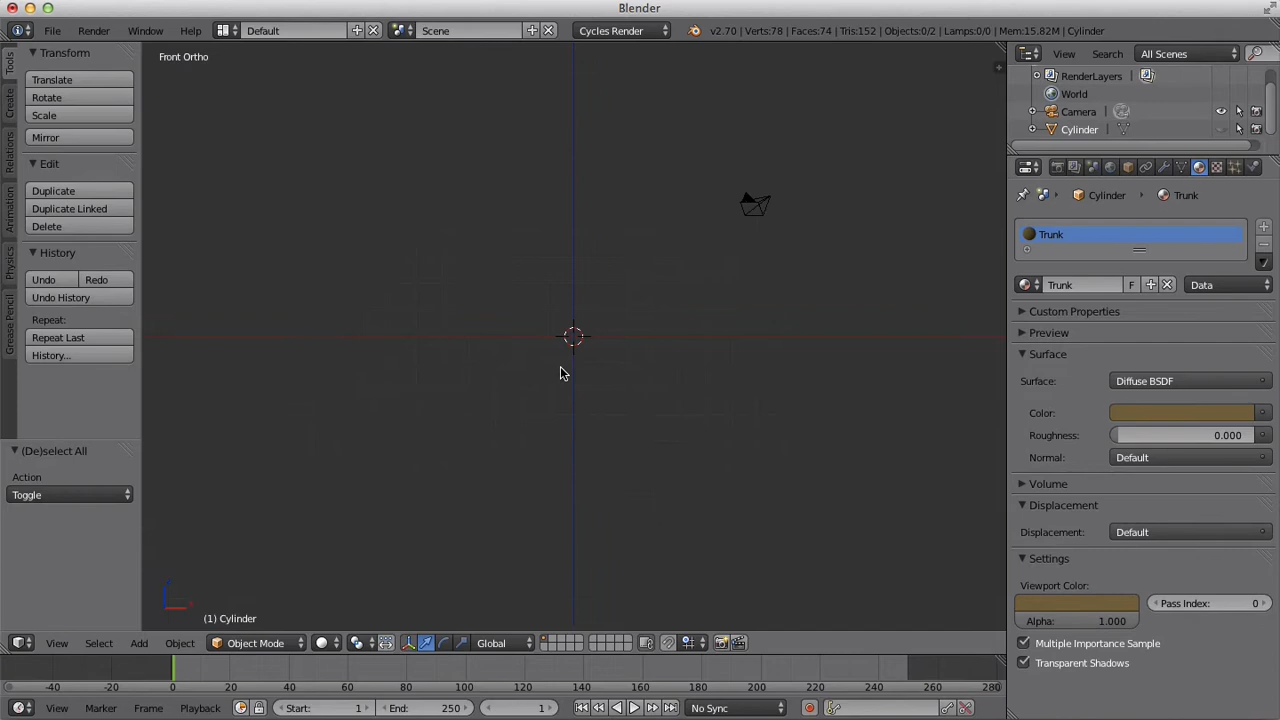 Blender
File Render Window Help Default Scene Cycles Render v2.70 | Verts:78 | Faces:74 | Tris:152 | Objects:0/2 | Lamps:0/0 | Mem:15.82M | Cylinder
Tools
Create
Relations
Animation
Physics
Grease Pencil
Transform
Translate
Rotate
Scale
Mirror
Edit
Duplicate
Duplicate Linked
Delete
History
Undo Redo
Undo History
Repeat:
Repeat Last
History...
(De)select All
Action
Toggle
Front Ortho
(1) Cylinder
View Select Add Object Object Mode Global
-40 -20 0 20 40 60 80 100 120 140 160 180 200 220 240 260 280
View Marker Frame Playback Start: 1 End: 250 1 No Sync
View Search All Scenes
RenderLayers
World
Camera
Cylinder
Cylinder Trunk
Trunk
Trunk F Data
Custom Properties
Preview
Surface
Surface: Diffuse BSDF
Color:
Roughness: 0.000
Normal: Default
Volume
Displacement
Displacement: Default
Settings
Viewport Color:
Pass Index: 0
Alpha: 1.000
Multiple Importance Sample
Transparent Shadows